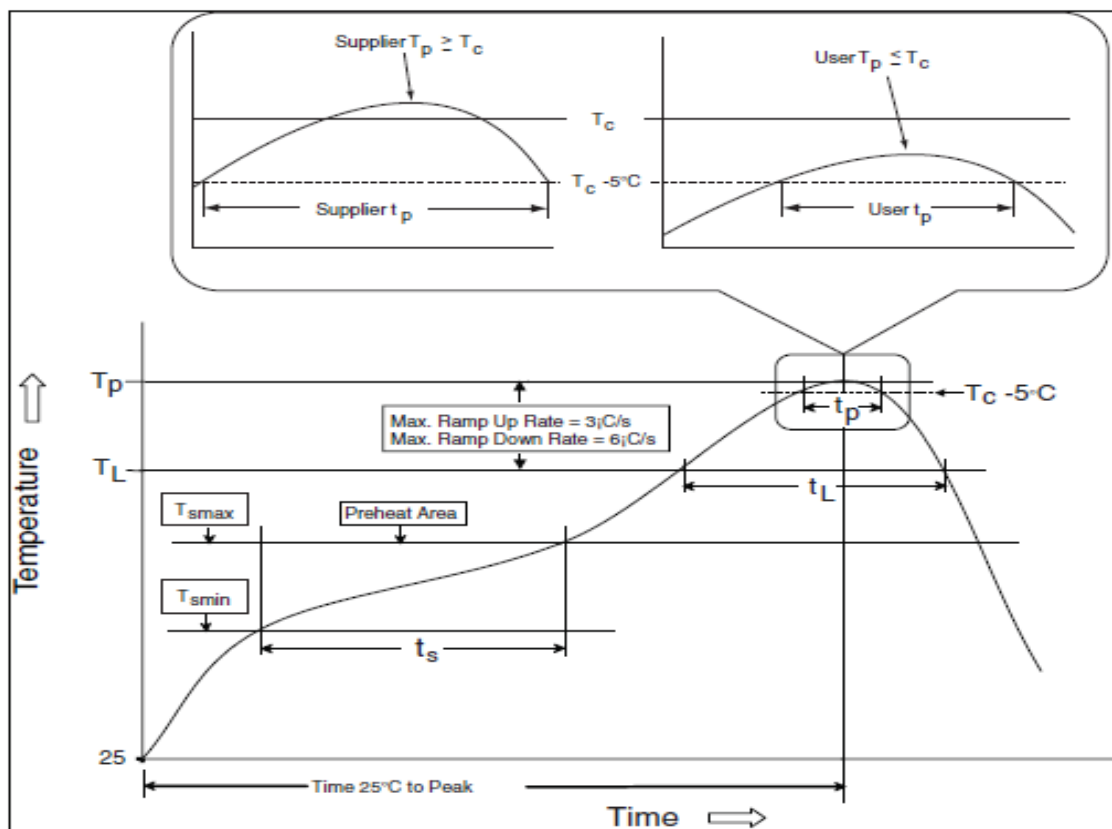 Supplier Tp ≥ Tc
User Tp ≤ Tc
Tc
Tc -5°C
Supplier tp
User tp
Tp
Tc -5°C
tp
Max. Ramp Up Rate = 3¡C/s
Max. Ramp Down Rate = 6¡C/s
TL
tL
Tsmax
Preheat Area
Tsmin
ts
Temperature
25
Time 25°C to Peak
Time